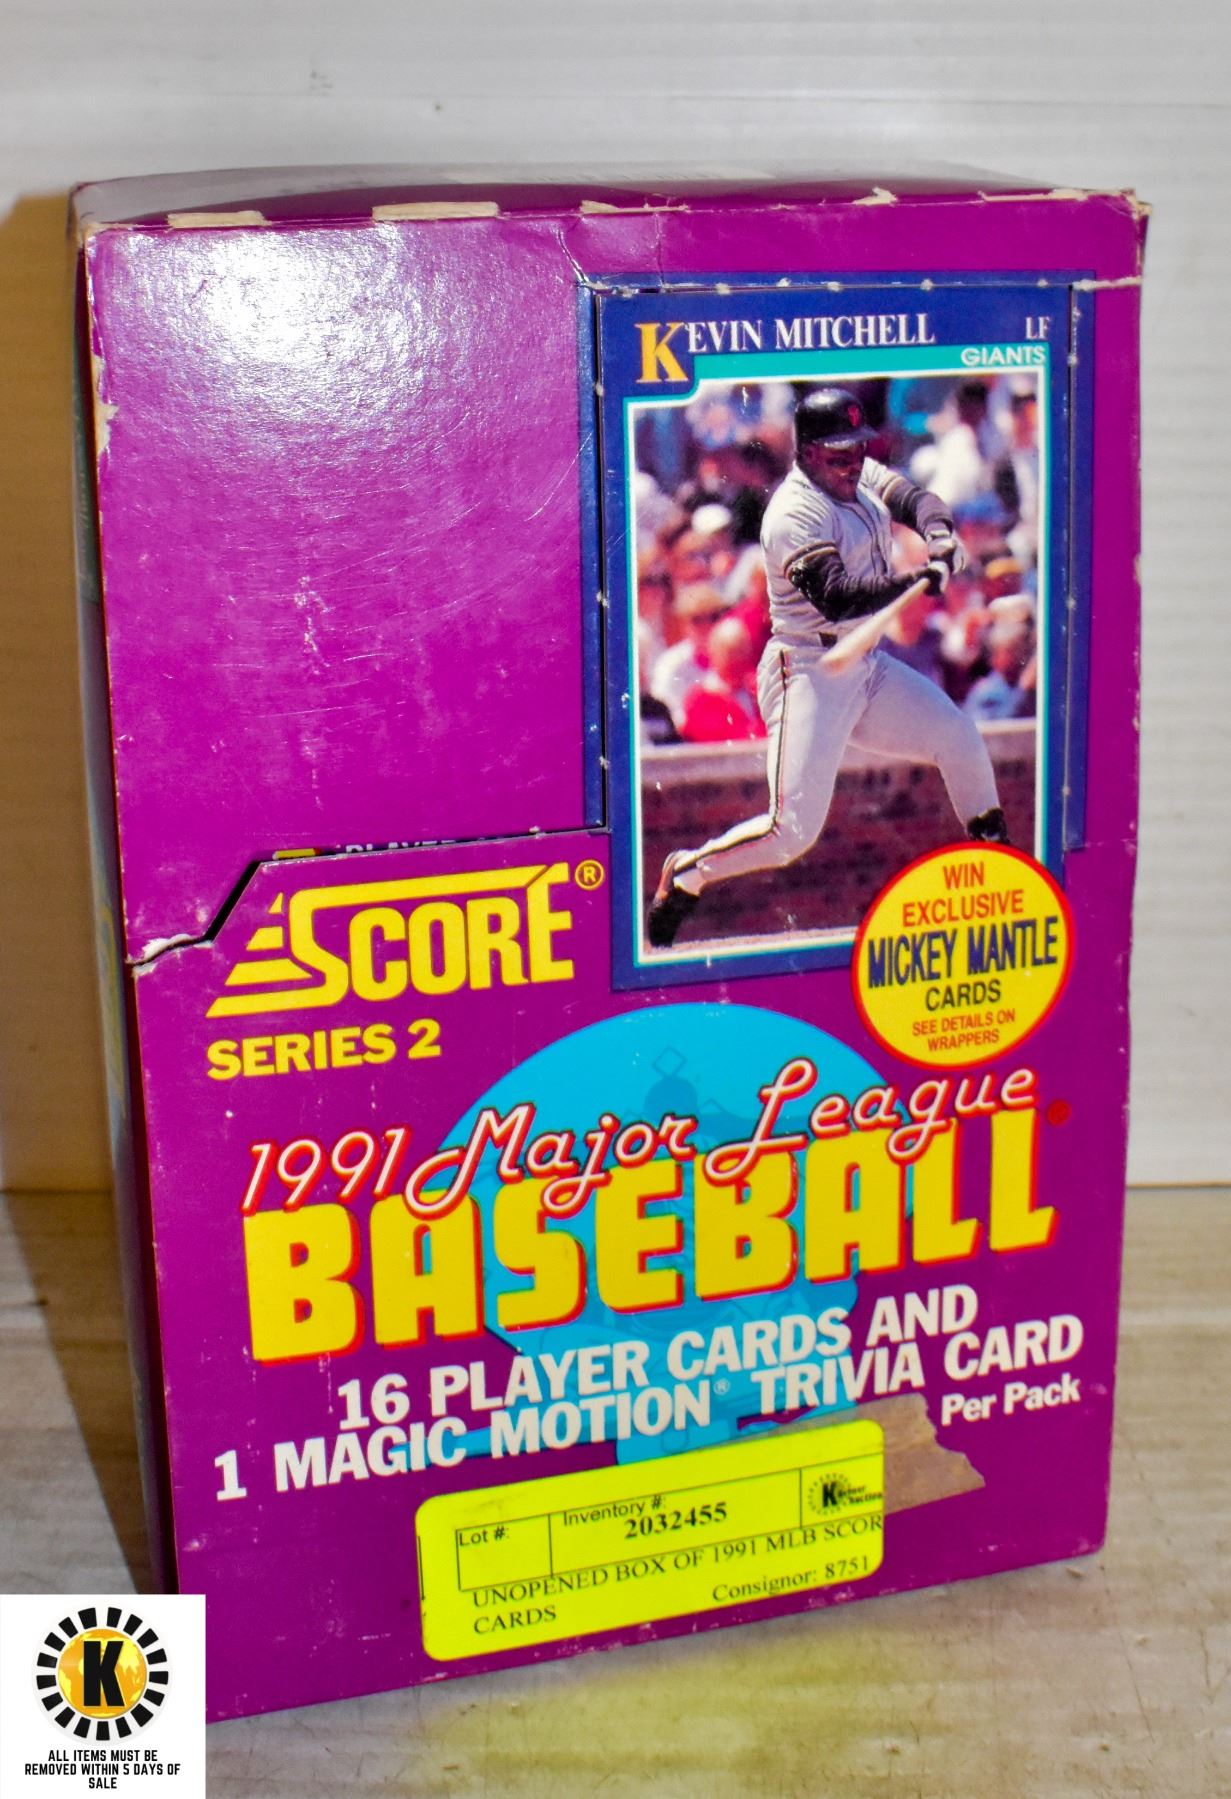 KEVIN MITCHELL LF
GIANTS
WIN
EXCLUSIVE
MICKEY MANTLE
CARDS
SEE DETAILS ON
WRAPPERS
SCORE®
SERIES 2
1991 Major League
BASEBALL
16 PLAYER CARDS AND
1 MAGIC MOTION® TRIVIA CARD
Per Pack
Lot #:
Inventory #:
2032455
UNOPENED BOX OF 1991 MLB SCOR
CARDS
Consignor: 8751
K
ALL ITEMS MUST BE
REMOVED WITHIN 5 DAYS OF
SALE